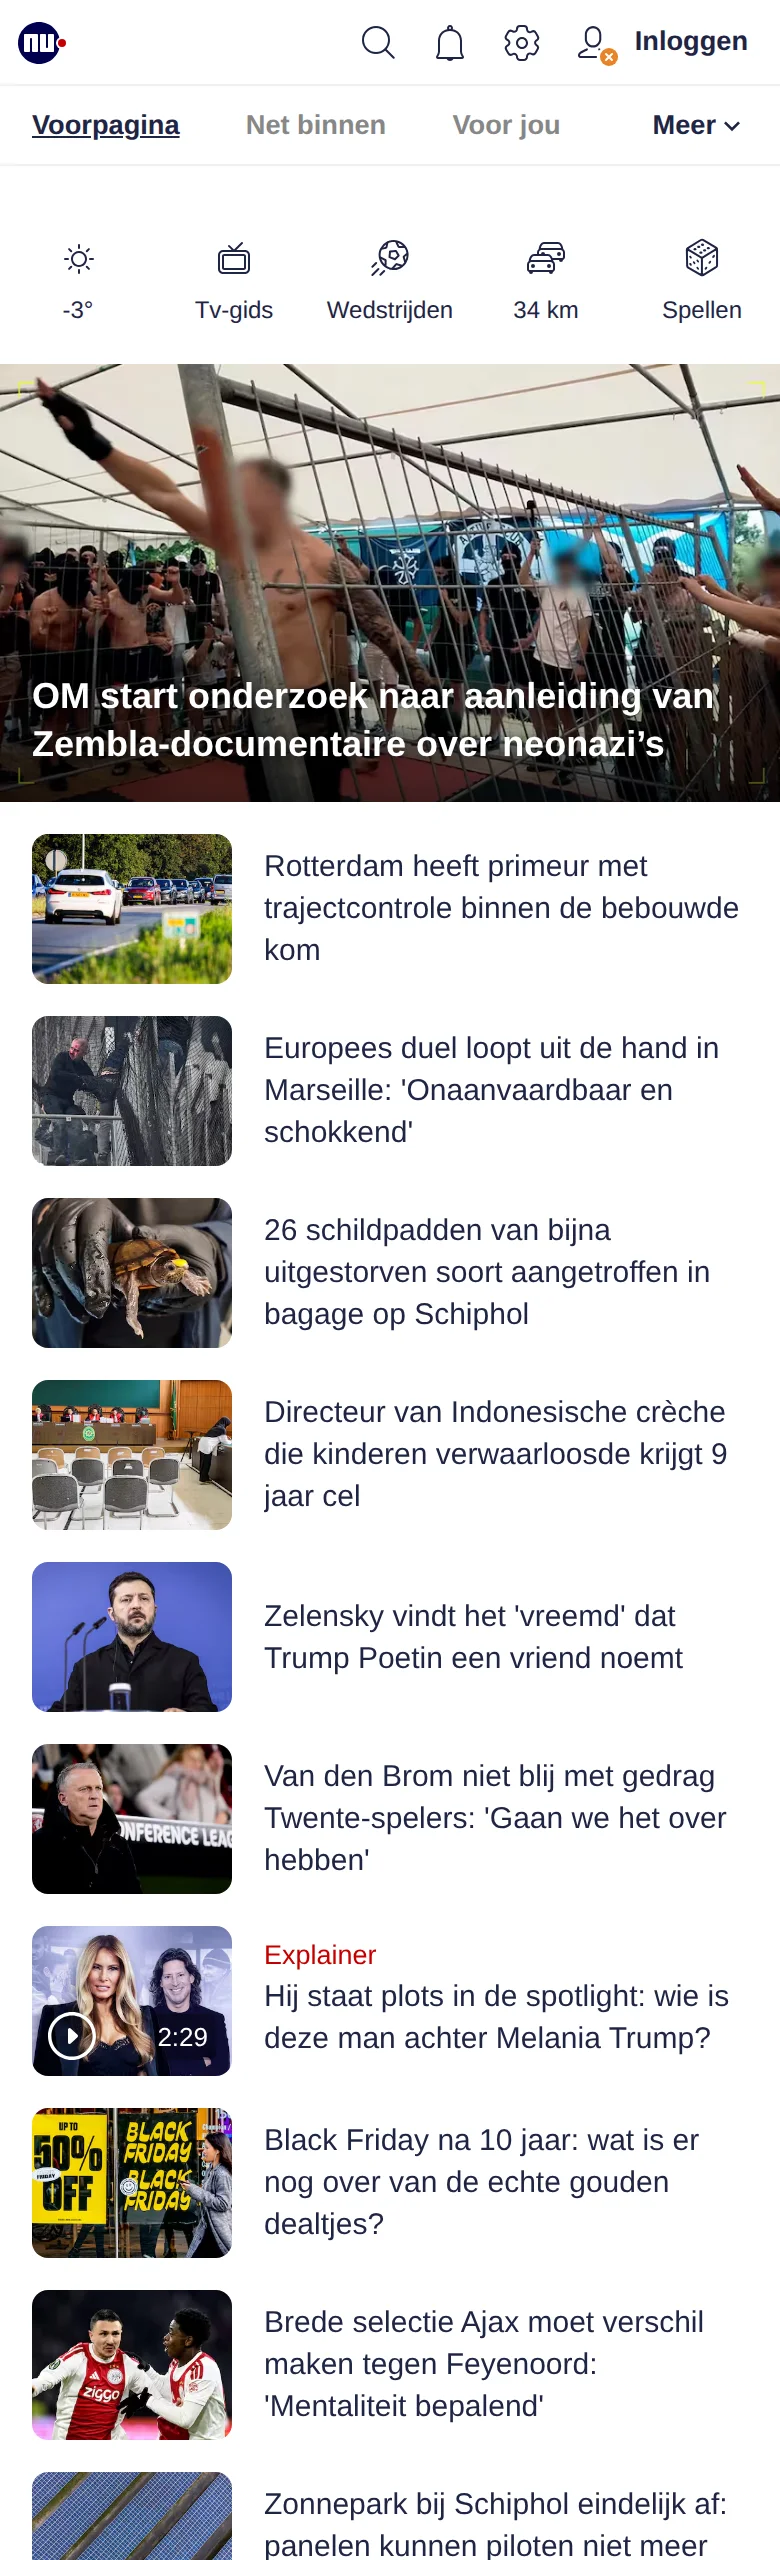 nu
Inloggen
Voorpagina
Net binnen
Voor jou
Meer
-3°
Tv-gids
Wedstrijden
34 km
Spellen
OM start onderzoek naar aanleiding van
Zembla-documentaire over neonazi’s
Rotterdam heeft primeur met
trajectcontrole binnen de bebouwde
kom
Europees duel loopt uit de hand in
Marseille: 'Onaanvaardbaar en
schokkend'
26 schildpadden van bijna
uitgestorven soort aangetroffen in
bagage op Schiphol
Directeur van Indonesische crèche
die kinderen verwaarloosde krijgt 9
jaar cel
Zelensky vindt het 'vreemd' dat
Trump Poetin een vriend noemt
CONFERENCE LEAG
Van den Brom niet blij met gedrag
Twente-spelers: 'Gaan we het over
hebben'
2:29
Explainer
Hij staat plots in de spotlight: wie is
deze man achter Melania Trump?
UP TO
50%
FRIDAY
OFF
BLACK
FRIDAY
BLACK
FRIDAY
Black Friday na 10 jaar: wat is er
nog over van de echte gouden
dealtjes?
ziggo
Brede selectie Ajax moet verschil
maken tegen Feyenoord:
'Mentaliteit bepalend'
Zonnepark bij Schiphol eindelijk af:
panelen kunnen piloten niet meer